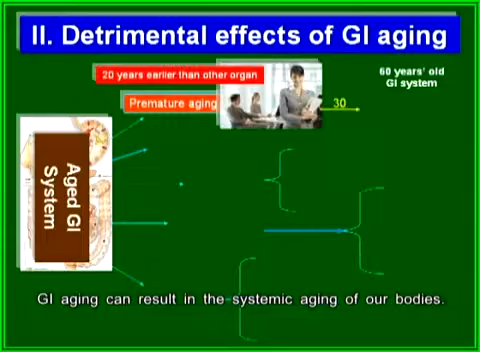 II. Detrimental effects of GI aging
20 years earlier than other organ
60 years' old
GI system
Premature aging
30
Aged GI
System
GI aging can result in the systemic aging of our bodies.